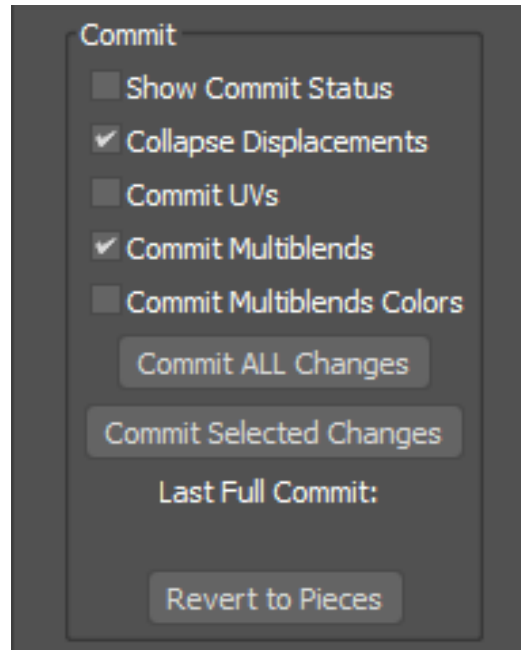 Commit
Show Commit Status
Collapse Displacements
Commit UVs
Commit Multiblends
Commit Multiblends Colors
Commit ALL Changes
Commit Selected Changes
Last Full Commit:
Revert to Pieces